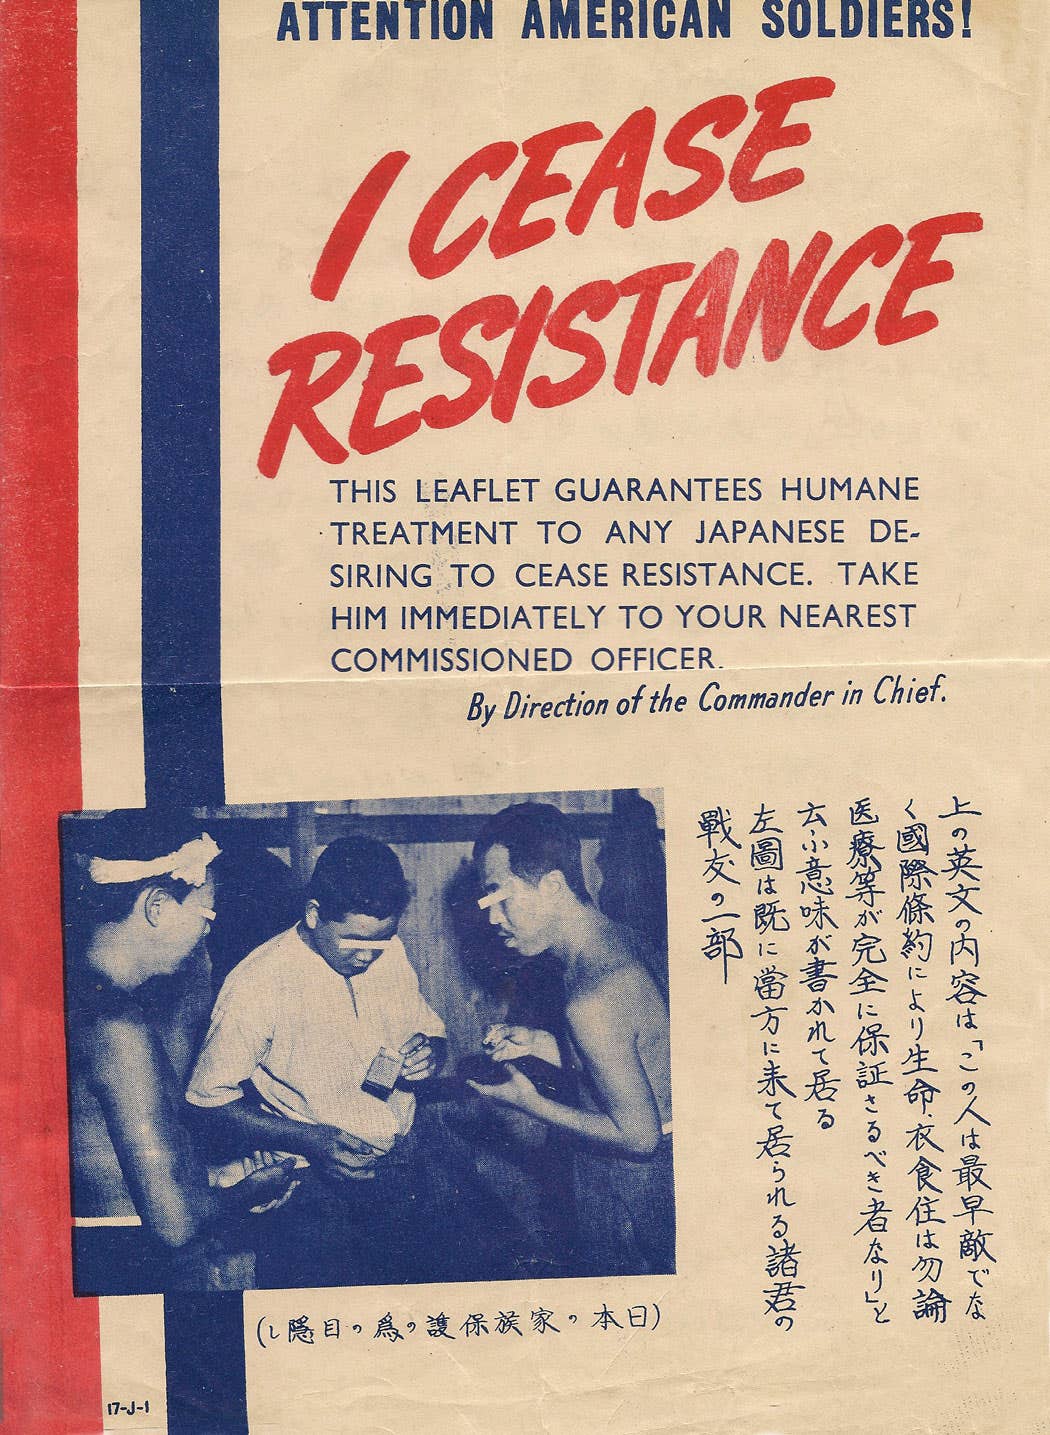 ATTENTION AMERICAN SOLDIERS!
I CEASE
RESISTANCE
THIS LEAFLET GUARANTEES HUMANE
TREATMENT TO ANY JAPANESE DE-
SIRING TO CEASE RESISTANCE. TAKE
HIM IMMEDIATELY TO YOUR NEAREST
COMMISSIONED OFFICER.
By Direction of the Commander in Chief.
上の英文の内容は「この人は最早敵でな
く國際條約により生命.衣食住は勿論
医療等が完全に保証さるべき者なり」と
云ふ意味が書かれて居る
左圖は既に當方に来て居られる諸君の
戰友の一部
(し隠目の爲の護保族家の本日)
17-J-1